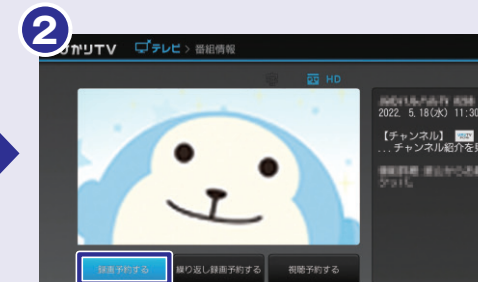 2
ひかりTV テレビ > 番組情報
HD
2022. 5.18(水) 11:30
【チャンネル】
...チャンネル紹介を
録画予約する 繰り返し録画予約する 視聴予約する